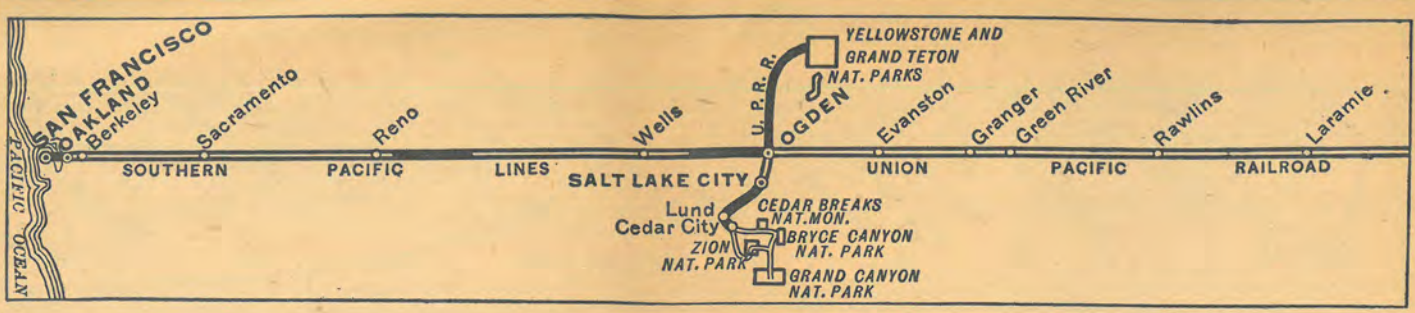 SAN FRANCISCO
OAKLAND
Berkeley
Sacramento
Reno
Wells
U.P.R.R.
YELLOWSTONE AND
GRAND TETON
NAT. PARKS
OGDEN
Evanston
Granger
Green River
Rawlins
Laramie
SOUTHERN PACIFIC LINES
UNION PACIFIC RAILROAD
SALT LAKE CITY
Lund
Cedar City
CEDAR BREAKS
NAT. MON.
BRYCE CANYON
NAT. PARK
ZION
NAT. PARK
GRAND CANYON
NAT. PARK
PACIFIC OCEAN